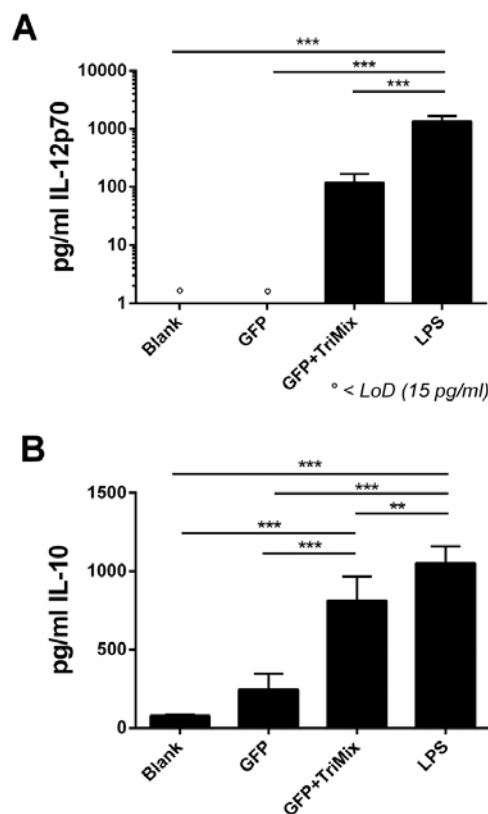 A
***
***
***
10000
1000
100
10
1
pg/ml IL-12p70
° °
Blank GFP GFP+TriMix LPS
° < LoD (15 pg/ml)
B
***
***
*** **
***
1500
1000
500
0
pg/ml IL-10
Blank GFP GFP+TriMix LPS